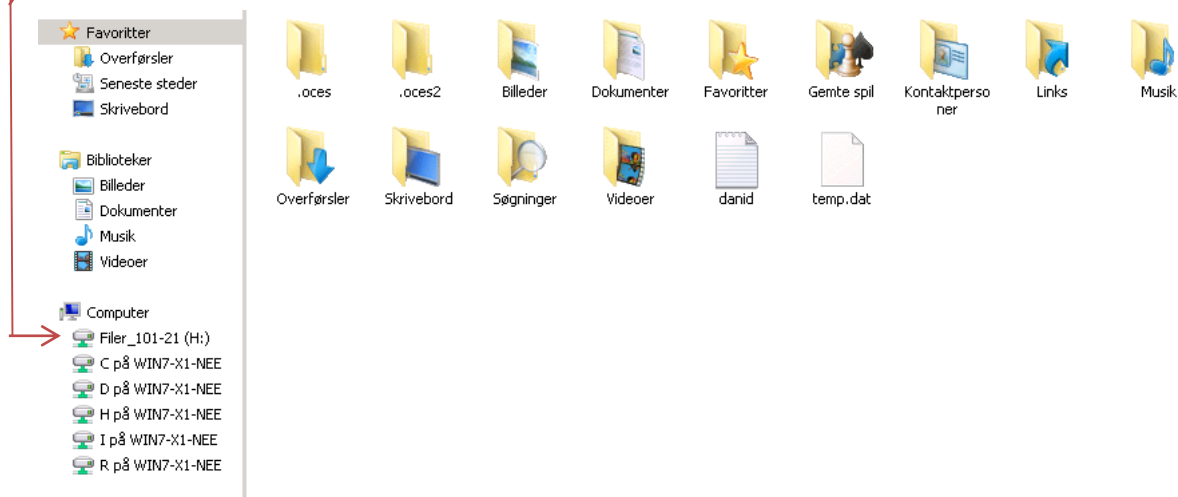 Favoritter
Overførsler
Seneste steder
Skrivebord
Biblioteker
Billeder
Dokumenter
Musik
Videoer
Computer
Filer_101-21 (H:)
C på WIN7-X1-NEE
D på WIN7-X1-NEE
H på WIN7-X1-NEE
I på WIN7-X1-NEE
R på WIN7-X1-NEE
.oces
.oces2
Billeder
Dokumenter
Favoritter
Gemte spil
Kontaktperso
ner
Links
Musik
Overførsler
Skrivebord
Søgninger
Videoer
danid
temp.dat